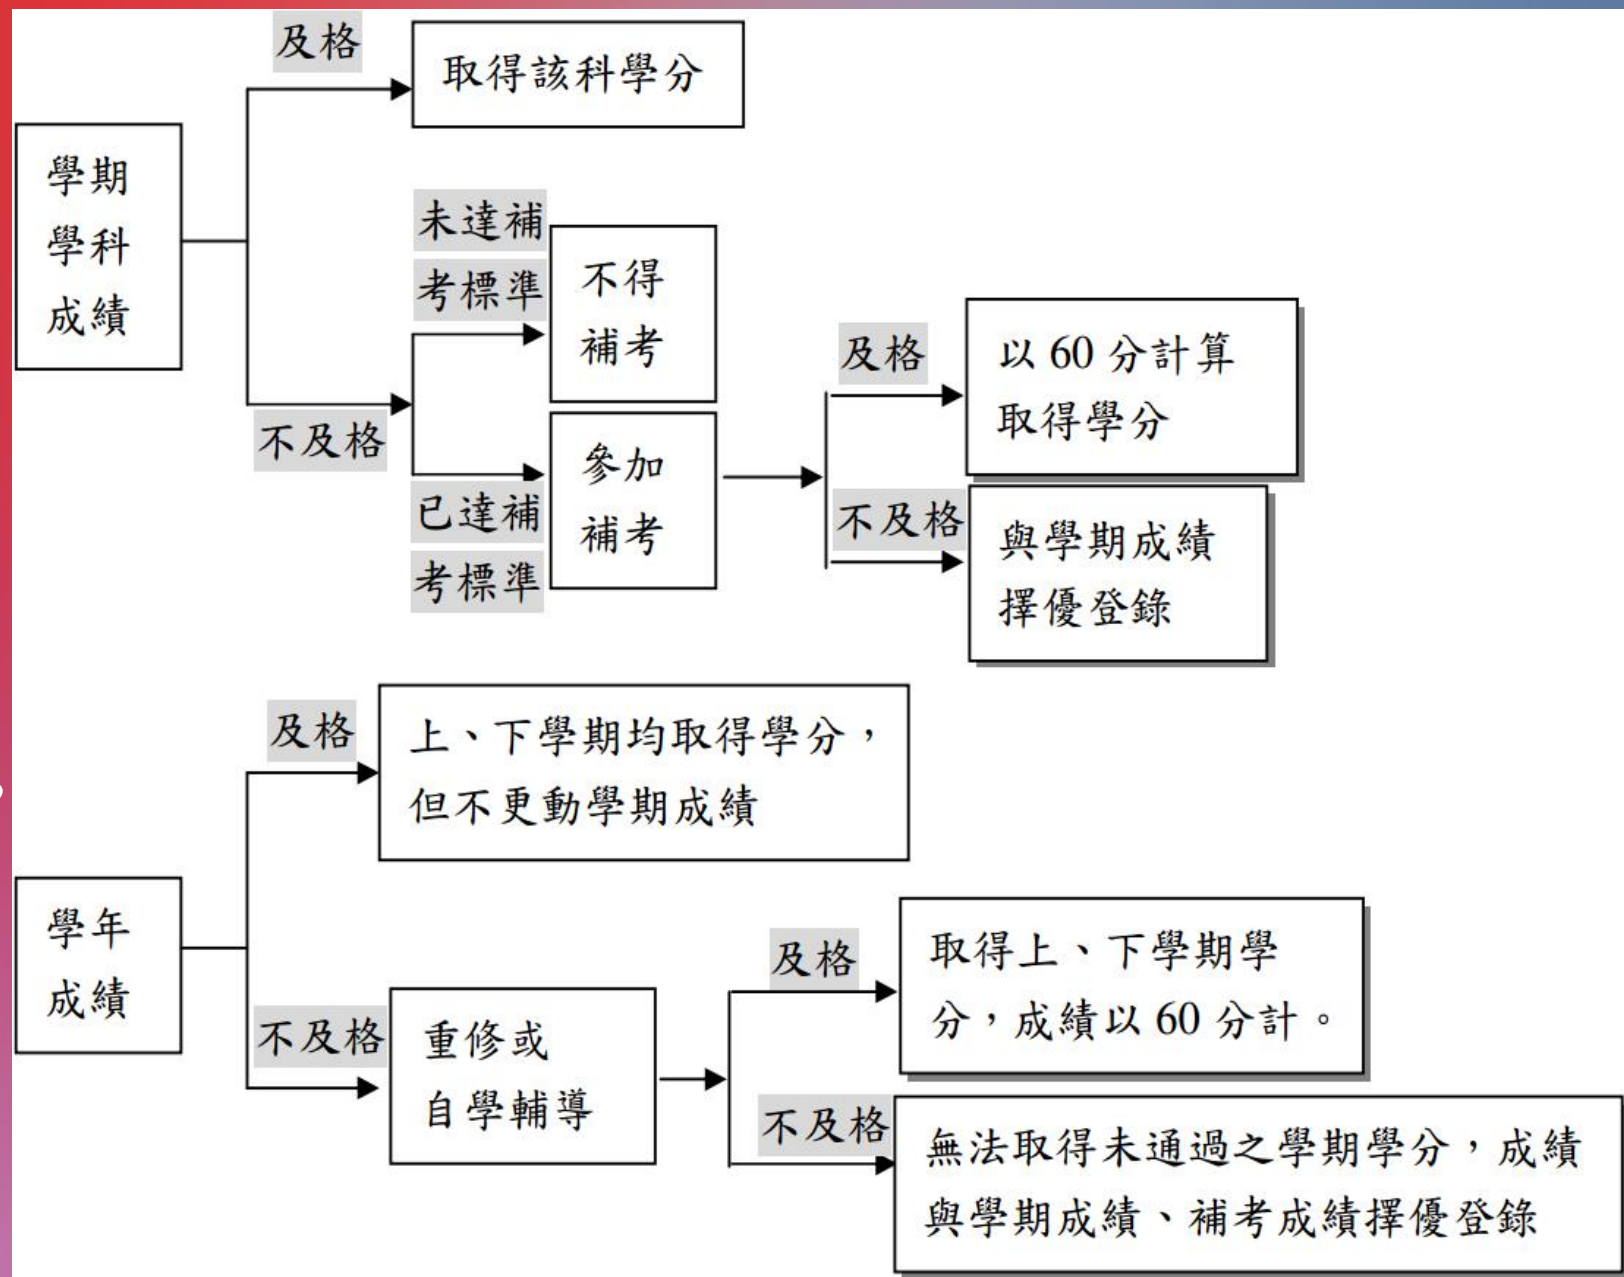 及格
取得該科學分
學期
學科
成績
未達補
考標準
不得
補考
不及格
已達補
考標準
參加
補考
及格
以 60 分計算
取得學分
不及格
與學期成績
擇優登錄
及格
上、下學期均取得學分，
但不更動學期成績
學年
成績
不及格
重修或
自學輔導
及格
取得上、下學期學
分，成績以 60 分計。
不及格
無法取得未通過之學期學分，成績
與學期成績、補考成績擇優登錄